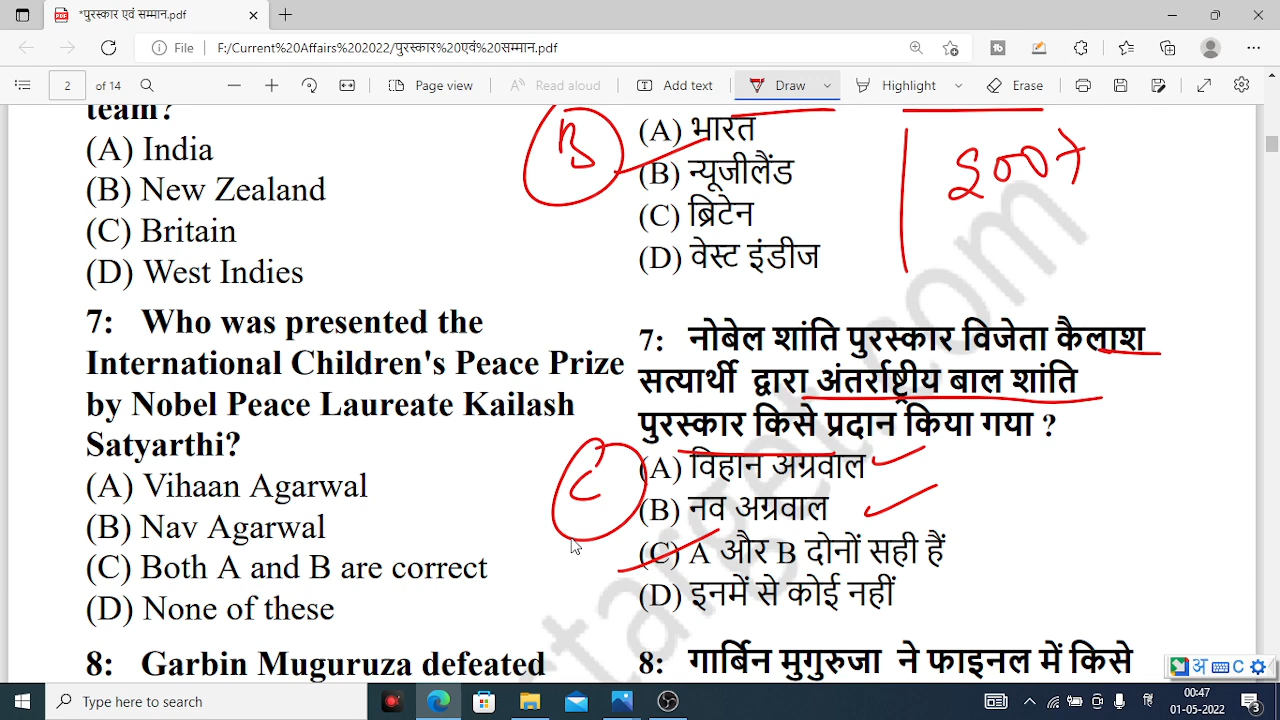 *पुरस्कार एवं सम्मान.pdf
File F:/Current%20Affairs%202022/पुरस्कार%20एवं%20सम्मान.pdf
2 of 14 Page view Read aloud Add text Draw Highlight Erase
team?
(A) India
(B) New Zealand
(C) Britain
(D) West Indies
7: Who was presented the
International Children's Peace Prize
by Nobel Peace Laureate Kailash
Satyarthi?
(A) Vihaan Agarwal
(B) Nav Agarwal
(C) Both A and B are correct
(D) None of these
8: Garbin Muguruza defeated
B
(A) भारत
(B) न्यूजीलैंड
(C) ब्रिटेन
(D) वेस्ट इंडीज
2007
7: नोबेल शांति पुरस्कार विजेता कैलाश
सत्यार्थी द्वारा अंतर्राष्ट्रीय बाल शांति
पुरस्कार किसे प्रदान किया गया ?
C
(A) विहान अग्रवाल
(B) नव अग्रवाल
(C) A और B दोनों सही हैं
(D) इनमें से कोई नहीं
8: गार्बिन मुगुरुजा ने फाइनल में किसे
Type here to search
00:47
01-05-2022